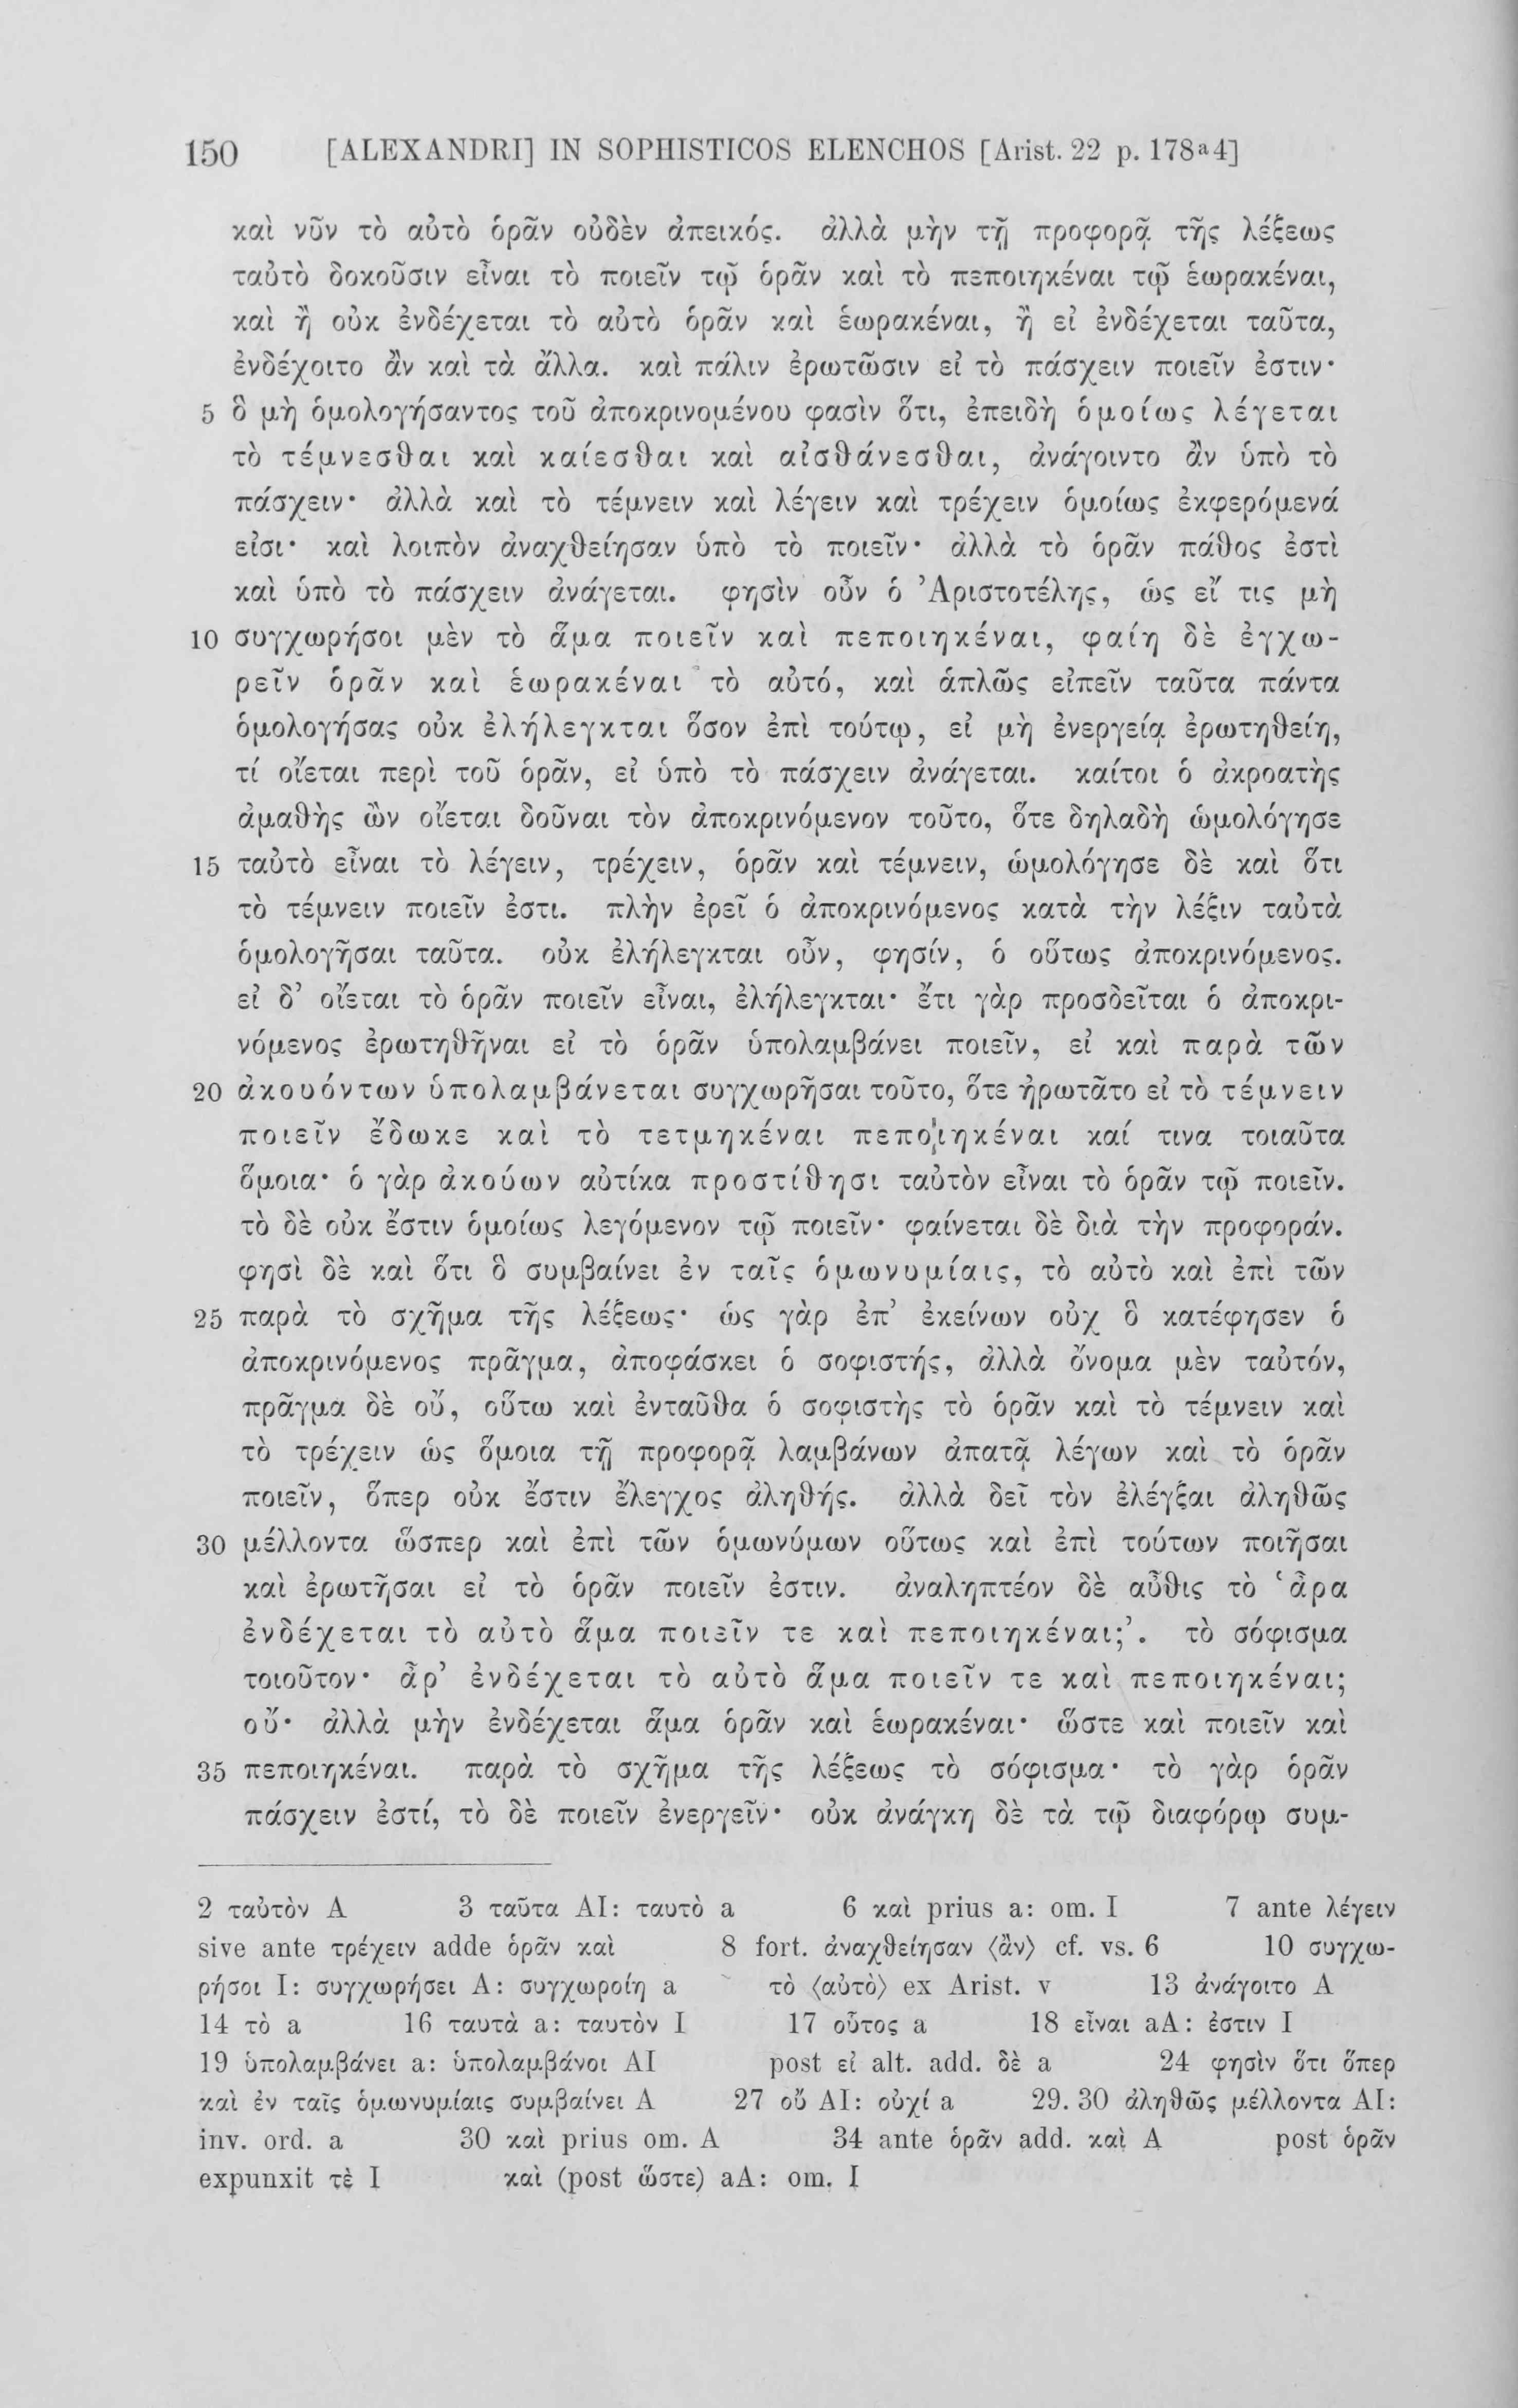 150 [ALEXANDRI] IN SOPHISTICOS ELENCHOS [Arist. 22 p. 178a4]
καὶ νῦν τὸ αὐτὸ ὁρᾶν οὐδὲν ἀπεικός. ἀλλὰ μὴν τῇ προφορᾷ τῆς λέξεως
ταὐτὸ δοκοῦσιν εἶναι τὸ ποιεῖν τῷ ὁρᾶν καὶ τὸ πεποιηκέναι τῷ ἑωρακέναι,
καὶ ἢ οὐκ ἐνδέχεται τὸ αὐτὸ ὁρᾶν καὶ ἑωρακέναι, ἢ εἰ ἐνδέχεται ταῦτα,
ἐνδέχοιτο ἂν καὶ τὰ ἄλλα. καὶ πάλιν ἐρωτῶσιν εἰ τὸ πάσχειν ποιεῖν ἐστιν·
5 ὃ μὴ ὁμολογήσαντος τοῦ ἀποκρινομένου φασὶν ὅτι, ἐπειδὴ ὁμοίως λέγεται
τὸ τέμνεσθαι καὶ καίεσθαι καὶ αἰσθάνεσθαι, ἀνάγοιντο ἂν ὑπὸ τὸ
πάσχειν· ἀλλὰ καὶ τὸ τέμνειν καὶ λέγειν καὶ τρέχειν ὁμοίως ἐκφερόμενά
εἰσι· καὶ λοιπὸν ἀναχθείησαν ὑπὸ τὸ ποιεῖν· ἀλλὰ τὸ ὁρᾶν πάθος ἐστὶ
καὶ ὑπὸ τὸ πάσχειν ἀνάγεται. φησὶν οὖν ὁ Ἀριστοτέλης, ὡς εἴ τις μὴ
10 συγχωρήσοι μὲν τὸ ἅμα ποιεῖν καὶ πεποιηκέναι, φαίη δὲ ἐγχω-
ρεῖν ὁρᾶν καὶ ἑωρακέναι τὸ αὐτό, καὶ ἁπλῶς εἰπεῖν ταῦτα πάντα
ὁμολογήσας οὐκ ἐλήλεγκται ὅσον ἐπὶ τούτῳ, εἰ μὴ ἐνεργείᾳ ἐρωτηθείη,
τί οἴεται περὶ τοῦ ὁρᾶν, εἰ ὑπὸ τὸ πάσχειν ἀνάγεται. καίτοι ὁ ἀκροατὴς
ἀμαθὴς ὢν οἴεται δοῦναι τὸν ἀποκρινόμενον τοῦτο, ὅτε δηλαδὴ ὡμολόγησε
15 ταὐτὸ εἶναι τὸ λέγειν, τρέχειν, ὁρᾶν καὶ τέμνειν, ὡμολόγησε δὲ καὶ ὅτι
τὸ τέμνειν ποιεῖν ἐστι. πλὴν ἐρεῖ ὁ ἀποκρινόμενος κατὰ τὴν λέξιν ταὐτὰ
ὁμολογῆσαι ταῦτα. οὐκ ἐλήλεγκται οὖν, φησίν, ὁ οὕτως ἀποκρινόμενος.
εἰ δ’ οἴεται τὸ ὁρᾶν ποιεῖν εἶναι, ἐλήλεγκται· ἔτι γὰρ προσδεῖται ὁ ἀποκρι-
νόμενος ἐρωτηθῆναι εἰ τὸ ὁρᾶν ὑπολαμβάνει ποιεῖν, εἰ καὶ παρὰ τῶν
20 ἀκουόντων ὑπολαμβάνεται συγχωρῆσαι τοῦτο, ὅτε ἠρωτᾶτο εἰ τὸ τέμνειν
ποιεῖν ἔδωκε καὶ τὸ τετμηκέναι πεποιηκέναι καί τινα τοιαῦτα
ὅμοια· ὁ γὰρ ἀκούων αὐτίκα προστίθησι ταὐτὸν εἶναι τὸ ὁρᾶν τῷ ποιεῖν.
τὸ δὲ οὐκ ἔστιν ὁμοίως λεγόμενον τῷ ποιεῖν· φαίνεται δὲ διὰ τὴν προφοράν.
φησὶ δὲ καὶ ὅτι ὃ συμβαίνει ἐν ταῖς ὁμωνυμίαις, τὸ αὐτὸ καὶ ἐπὶ τῶν
25 παρὰ τὸ σχῆμα τῆς λέξεως· ὡς γὰρ ἐπ’ ἐκείνων οὐχ ὃ κατέφησεν ὁ
ἀποκρινόμενος πρᾶγμα, ἀποφάσκει ὁ σοφιστής, ἀλλὰ ὄνομα μὲν ταὐτόν,
πρᾶγμα δὲ οὔ, οὕτω καὶ ἐνταῦθα ὁ σοφιστὴς τὸ ὁρᾶν καὶ τὸ τέμνειν καὶ
τὸ τρέχειν ὡς ὅμοια τῇ προφορᾷ λαμβάνων ἀπατᾷ λέγων καὶ τὸ ὁρᾶν
ποιεῖν, ὅπερ οὐκ ἔστιν ἔλεγχος ἀληθής. ἀλλὰ δεῖ τὸν ἐλέγξαι ἀληθῶς
30 μέλλοντα ὥσπερ καὶ ἐπὶ τῶν ὁμωνύμων οὕτως καὶ ἐπὶ τούτων ποιῆσαι
καὶ ἐρωτῆσαι εἰ τὸ ὁρᾶν ποιεῖν ἐστιν. ἀναληπτέον δὲ αὖθις τὸ ‘ἆρα
ἐνδέχεται τὸ αὐτὸ ἅμα ποιεῖν τε καὶ πεποιηκέναι;’. τὸ σόφισμα
τοιοῦτον· ἆρ’ ἐνδέχεται τὸ αὐτὸ ἅμα ποιεῖν τε καὶ πεποιηκέναι;
οὔ· ἀλλὰ μὴν ἐνδέχεται ἅμα ὁρᾶν καὶ ἑωρακέναι· ὥστε καὶ ποιεῖν καὶ
35 πεποιηκέναι. παρὰ τὸ σχῆμα τῆς λέξεως τὸ σόφισμα· τὸ γὰρ ὁρᾶν
πάσχειν ἐστί, τὸ δὲ ποιεῖν ἐνεργεῖν· οὐκ ἀνάγκη δὲ τὰ τῷ διαφόρῳ συμ-
2 ταὐτὸν A 3 ταῦτα AI: ταυτὸ a 6 καὶ prius a: om. I 7 ante λέγειν
sive ante τρέχειν adde ὁρᾶν καὶ 8 fort. ἀναχθείησαν ⟨ἂν⟩ cf. vs. 6 10 συγχω-
ρήσοι I: συγχωρήσει A: συγχωροίη a τὸ ⟨αὐτὸ⟩ ex Arist. v 13 ἀνάγοιτο A
14 τὸ a 16 ταυτὰ a: ταυτὸν I 17 οὗτος a 18 εἶναι aA: ἐστιν I
19 ὑπολαμβάνει a: ὑπολαμβάνοι AI post εἰ alt. add. δὲ a 24 φησὶν ὅτι ὅπερ
καὶ ἐν ταῖς ὁμωνυμίαις συμβαίνει A 27 οὔ AI: οὐχί a 29. 30 ἀληθῶς μέλλοντα AI:
inv. ord. a 30 καὶ prius om. A 34 ante ὁρᾶν add. καὶ A post ὁρᾶν
expunxit τὲ I καὶ (post ὥστε) aA: om. I